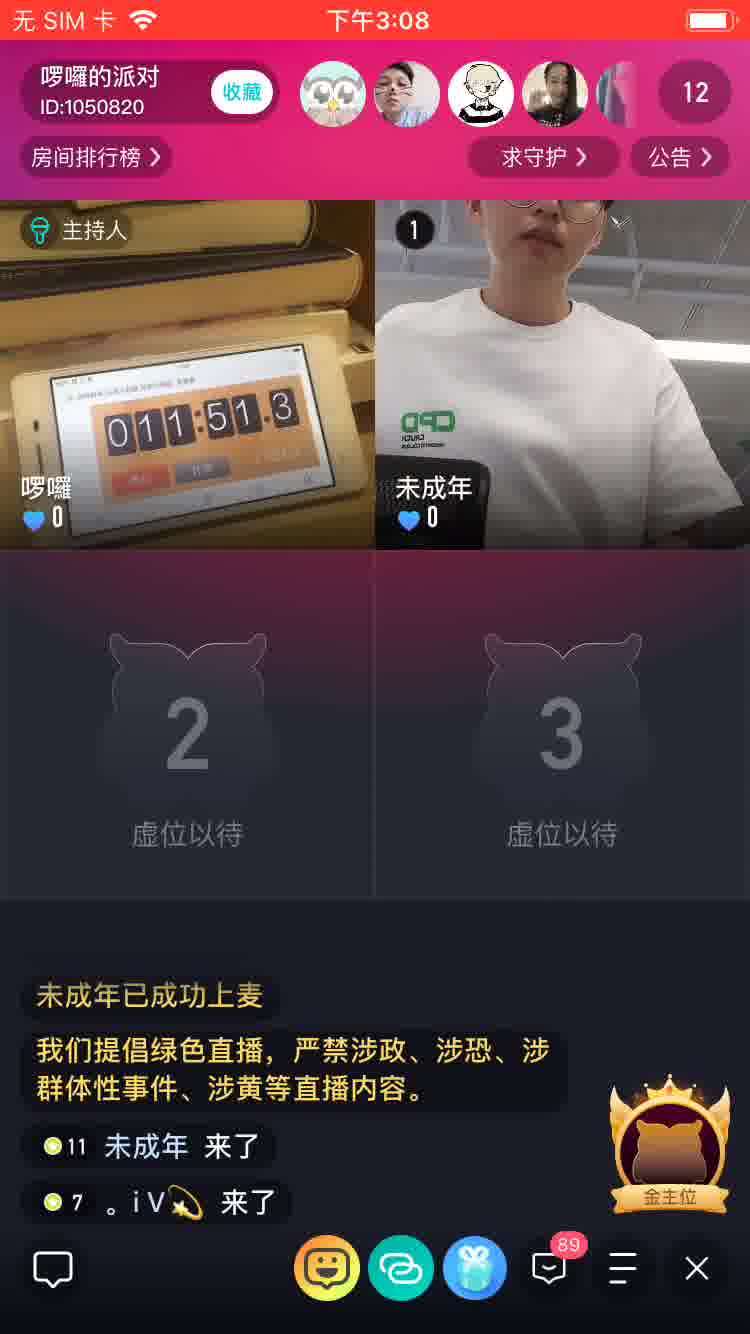 无 SIM 卡
下午3:08
啰囉的派对
ID:1050820
收藏
12
房间排行榜
求守护
公告
主持人
1
011:51.3
CPD
啰囉
0
未成年
0
2
虚位以待
3
虚位以待
未成年已成功上麦
我们提倡绿色直播，严禁涉政、涉恐、涉
群体性事件、涉黄等直播内容。
11 未成年 来了
7 。iV💫 来了
金主位
89